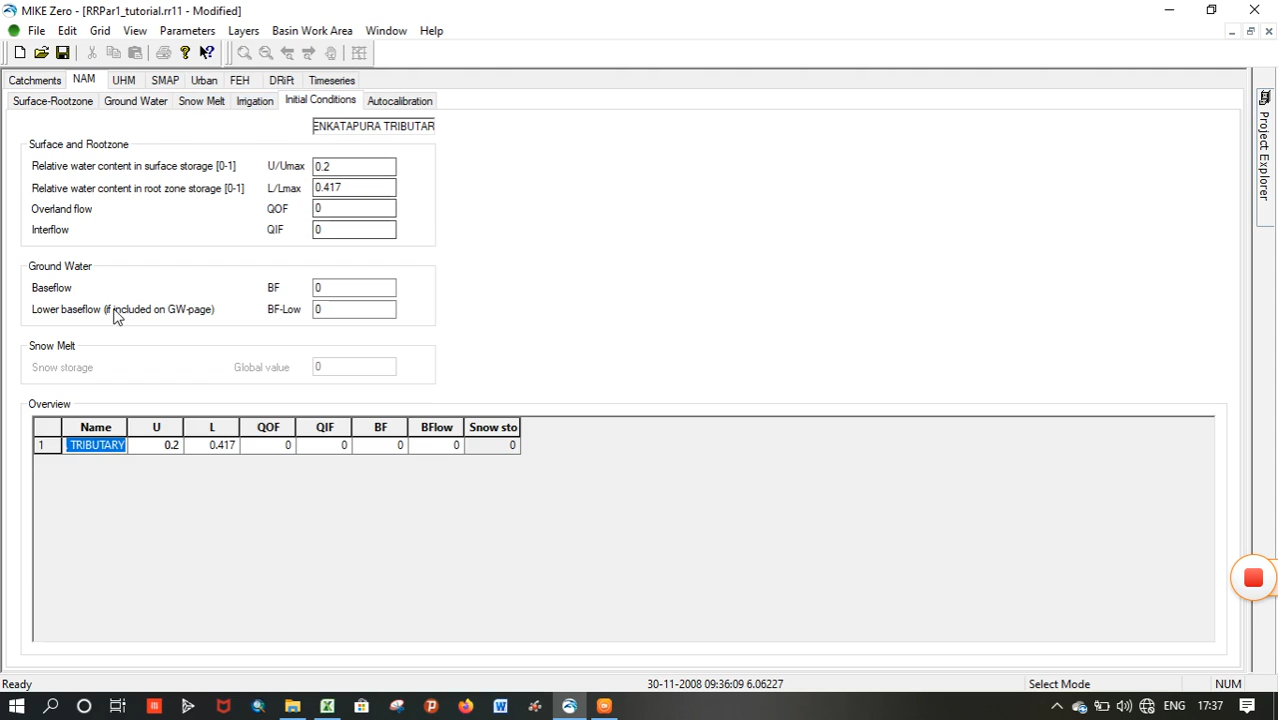 MIKE Zero - [RRPar1_tutorial.rr11 - Modified]
File Edit Grid View Parameters Layers Basin Work Area Window Help
Catchments NAM UHM SMAP Urban FEH DRiFt Timeseries
Surface-Rootzone Ground Water Snow Melt Irrigation Initial Conditions Autocalibration
ENKATAPURA TRIBUTAR
Surface and Rootzone
Relative water content in surface storage [0-1] U/Umax 0.2
Relative water content in root zone storage [0-1] L/Lmax 0.417
Overland flow QOF 0
Interflow QIF 0
Ground Water
Baseflow BF 0
Lower baseflow (if included on GW-page) BF-Low 0
Snow Melt
Snow storage Global value 0
Overview
Name U L QOF QIF BF BFlow Snow sto
1 TRIBUTARY 0.2 0.417 0 0 0 0 0
Project Explorer
Ready 30-11-2008 09:36:09 6.06227 Select Mode NUM
ENG 17:37